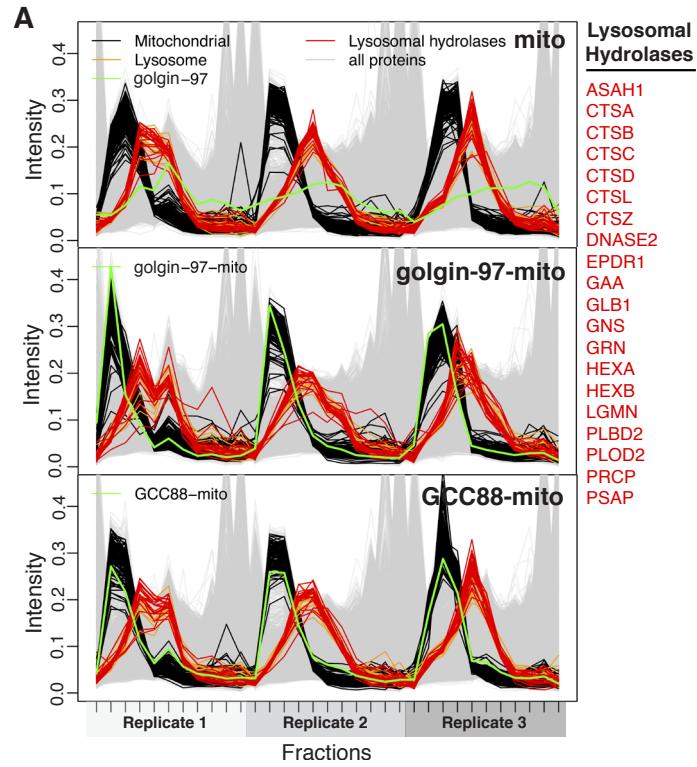 A
Mitochondrial
Lysosome
golgin-97
Lysosomal hydrolases
all proteins
mito
Intensity
0.0 0.1 0.2 0.3 0.4
golgin-97-mito
golgin-97-mito
Intensity
0.0 0.1 0.2 0.3 0.4
GCC88-mito
GCC88-mito
Intensity
0.0 0.1 0.2 0.3 0.4
Replicate 1 Replicate 2 Replicate 3
Fractions
Lysosomal
Hydrolases
ASAH1
CTSA
CTSB
CTSC
CTSD
CTSL
CTSZ
DNASE2
EPDR1
GAA
GLB1
GNS
GRN
HEXA
HEXB
LGMN
PLBD2
PLOD2
PRCP
PSAP